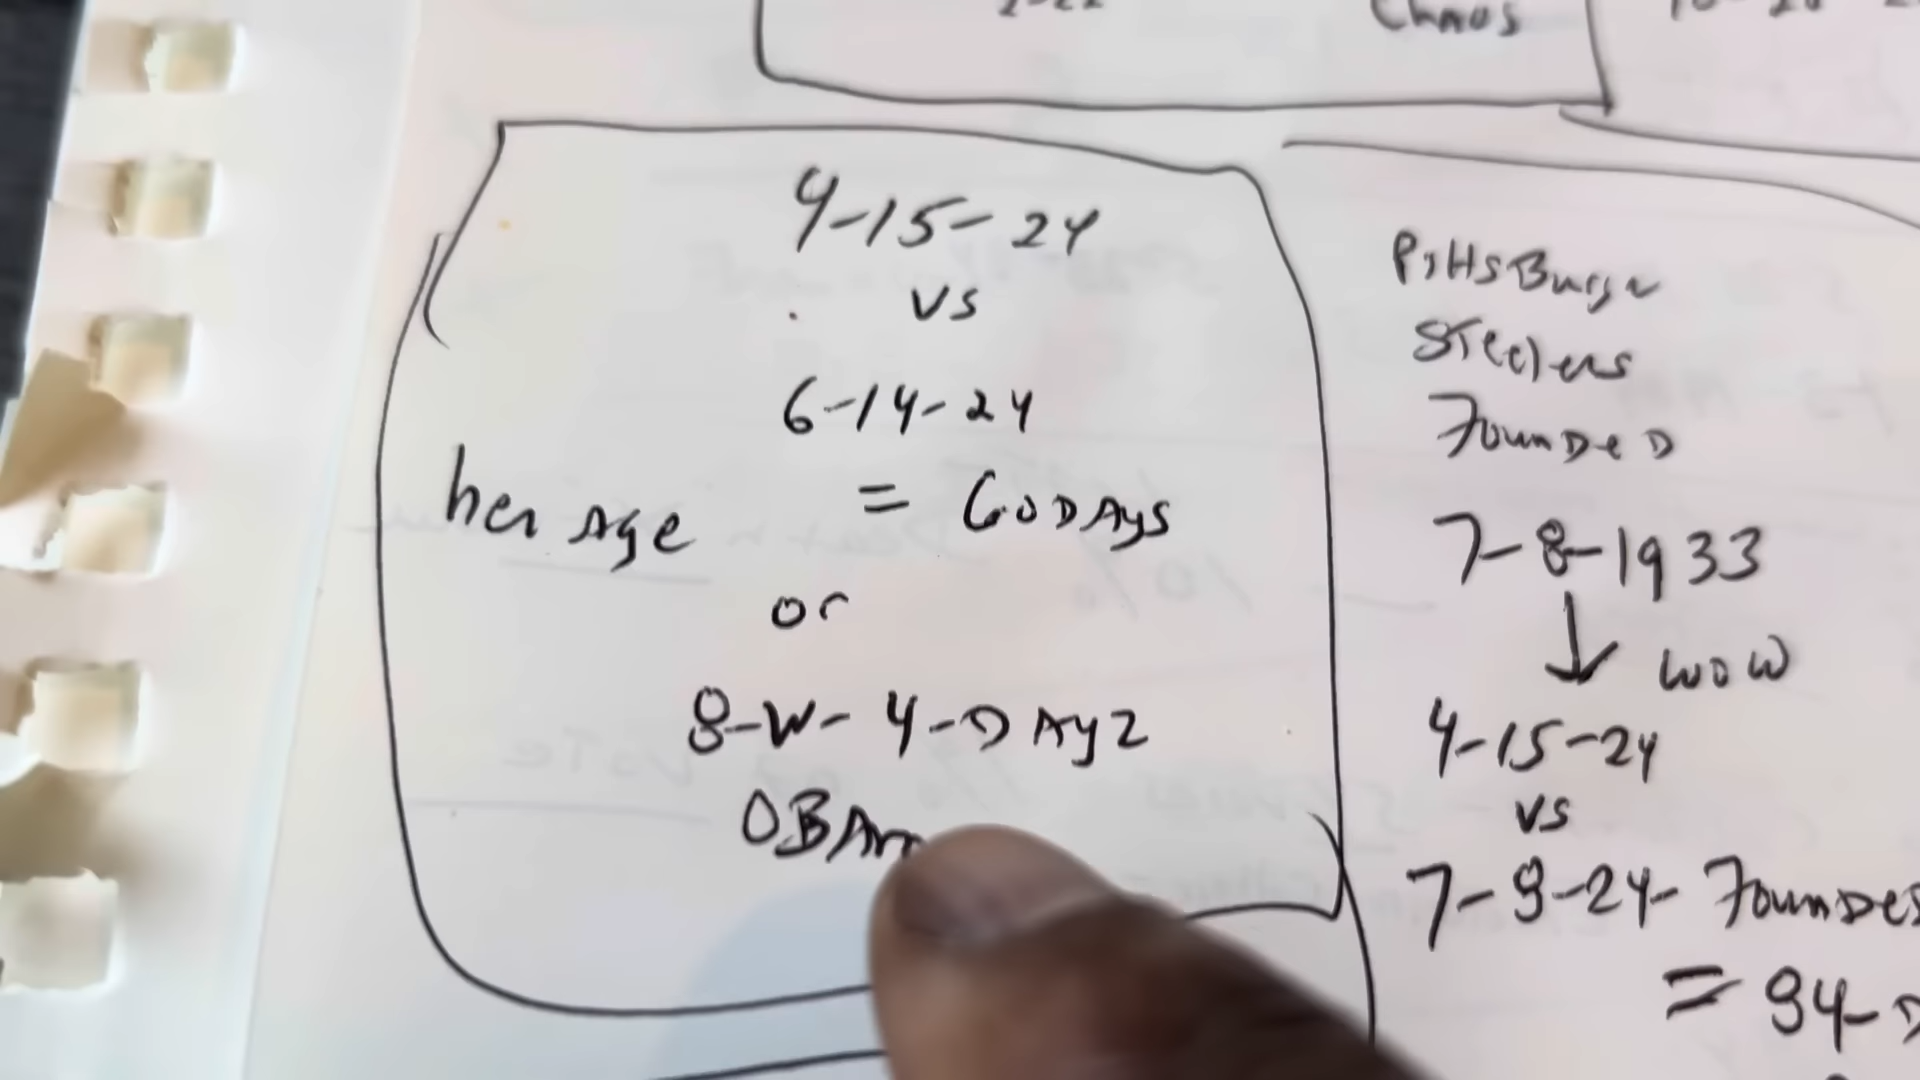 Chaos
4-15-24
vs
6-14-24
her Age = 60 DAys
or
8-W-4-DAyz
OBAm
PittsBurgh
STeelers
FounDeD
7-8-1933
↓ WOW
4-15-24
vs
7-8-24- FounDeD
= 84-D